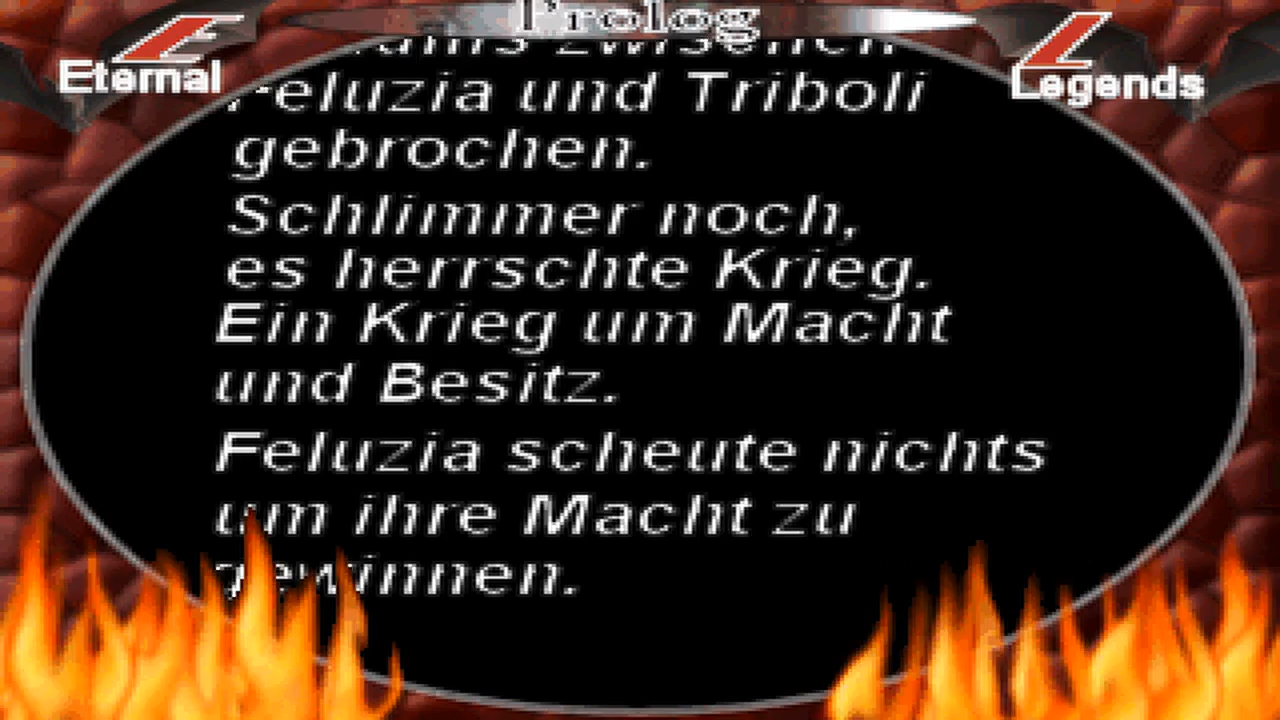 Prolog
Eternal
Legends
zwischen
Feluzia und Triboli
gebrochen.
Schlimmer noch,
es herrschte Krieg.
Ein Krieg um Macht
und Besitz.
Feluzia scheute nichts
um ihre Macht zu
gewinnen.